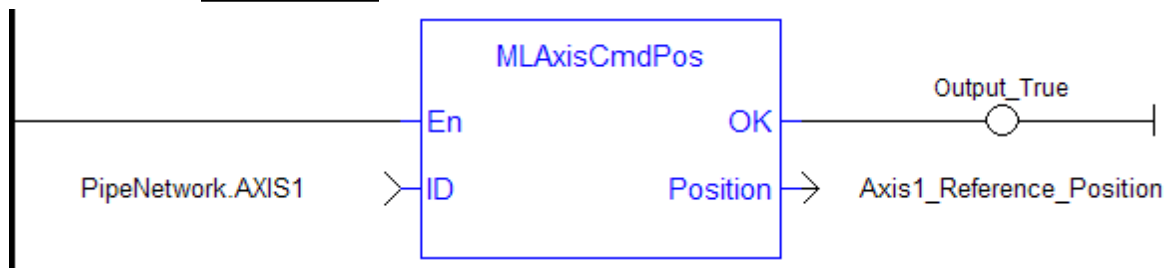 MLAxisCmdPos
Output_True
En
OK
PipeNetwork.AXIS1
ID
Position
Axis1_Reference_Position